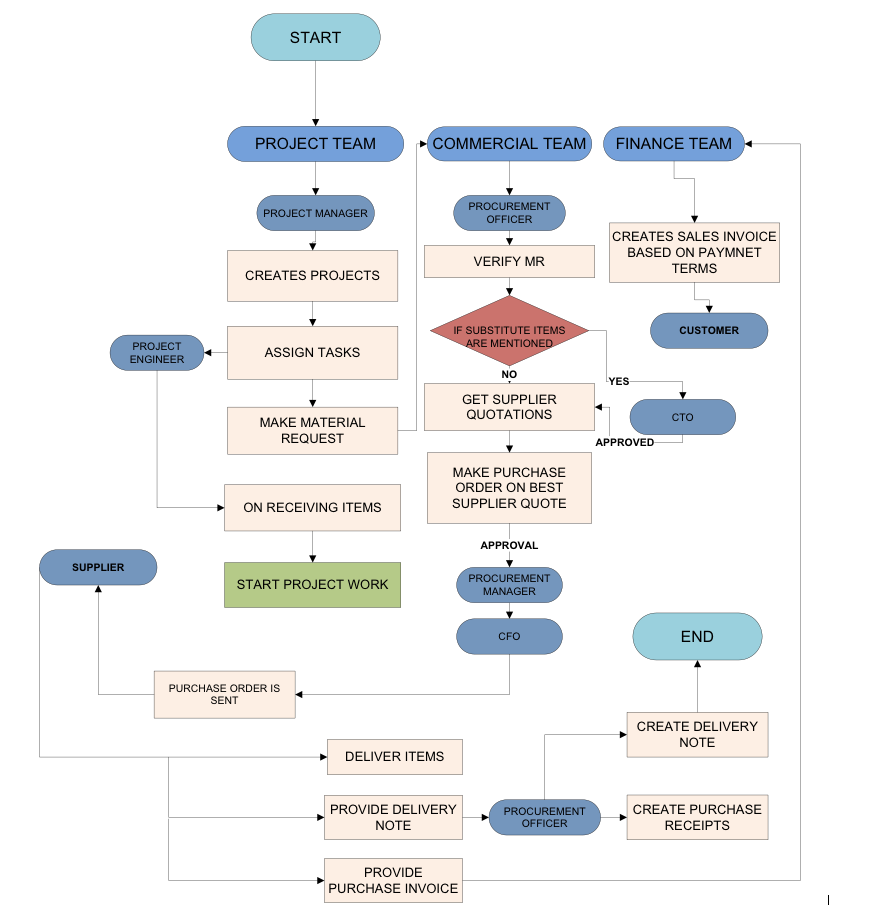 START
PROJECT TEAM
COMMERCIAL TEAM
FINANCE TEAM
PROJECT MANAGER
PROCUREMENT
OFFICER
CREATES SALES INVOICE
BASED ON PAYMNET
TERMS
CREATES PROJECTS
VERIFY MR
CUSTOMER
IF SUBSTITUTE ITEMS
ARE MENTIONED
PROJECT
ENGINEER
ASSIGN TASKS
NO
YES
MAKE MATERIAL
REQUEST
GET SUPPLIER
QUOTATIONS
CTO
APPROVED
MAKE PURCHASE
ORDER ON BEST
SUPPLIER QUOTE
ON RECEIVING ITEMS
APPROVAL
SUPPLIER
START PROJECT WORK
PROCUREMENT
MANAGER
CFO
END
PURCHASE ORDER IS
SENT
CREATE DELIVERY
NOTE
DELIVER ITEMS
PROVIDE DELIVERY
NOTE
PROCUREMENT
OFFICER
CREATE PURCHASE
RECEIPTS
PROVIDE
PURCHASE INVOICE